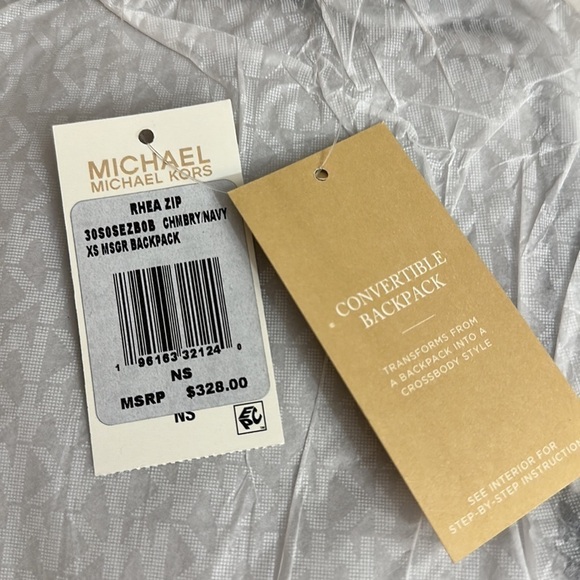 MICHAEL
MICHAEL KORS
RHEA ZIP
30S0SEZB0B CHMBRY/NAVY
XS MSGR BACKPACK
1 96163 32124 0
NS
MSRP $328.00
NS
EPC
CONVERTIBLE
BACKPACK
TRANSFORMS FROM
A BACKPACK INTO A
CROSSBODY STYLE
SEE INTERIOR FOR
STEP-BY-STEP INSTRUCTION